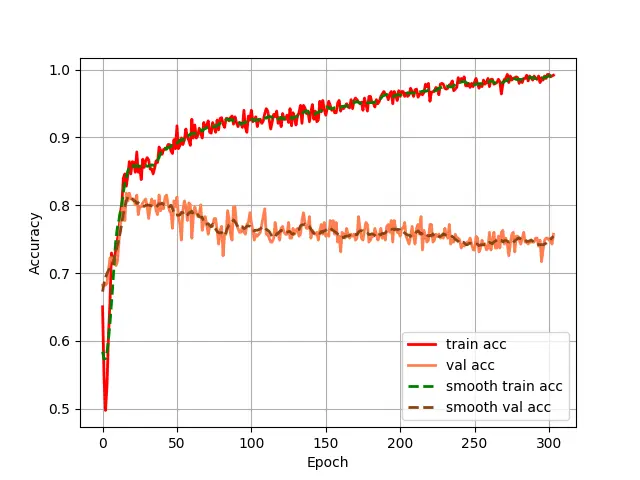 1.0
0.9
0.8
0.7
0.6
0.5
Accuracy
train acc
val acc
smooth train acc
smooth val acc
0 50 100 150 200 250 300
Epoch